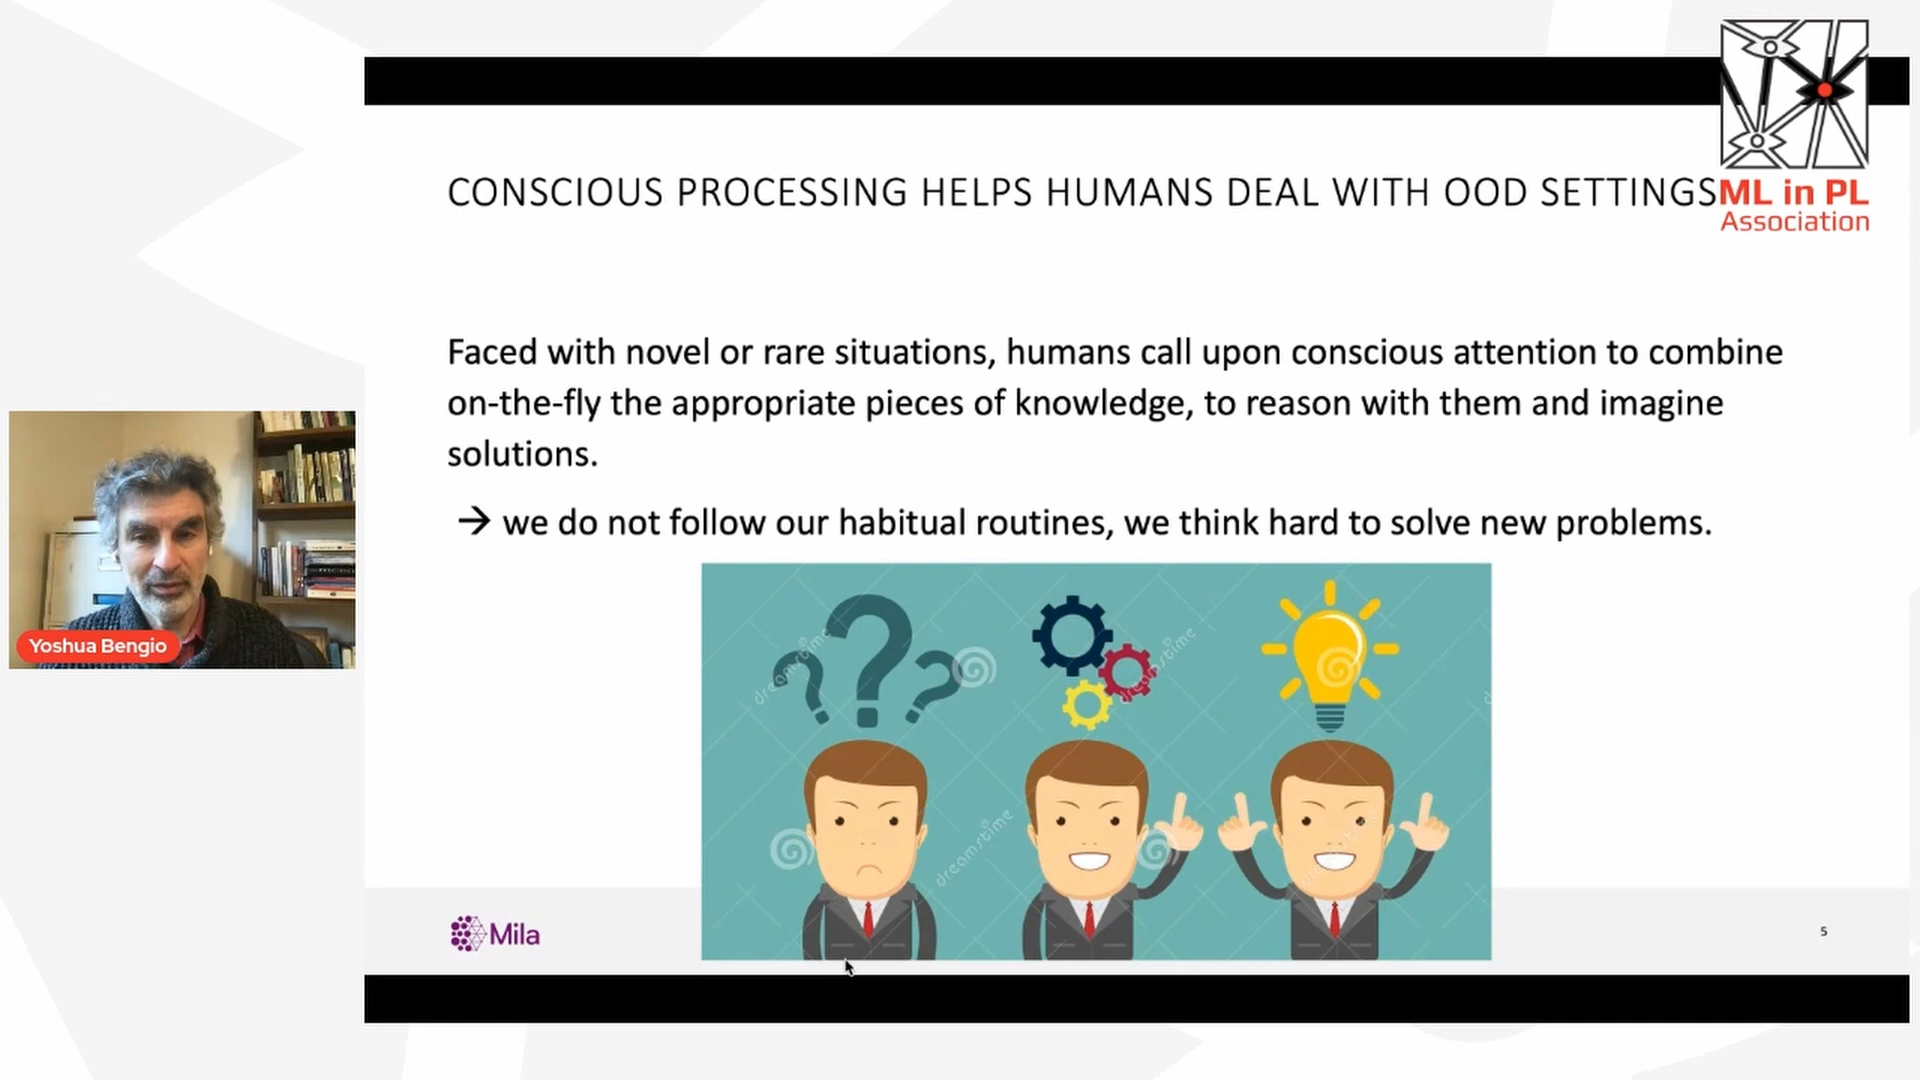 ML in PL
Association
CONSCIOUS PROCESSING HELPS HUMANS DEAL WITH OOD SETTINGS
Faced with novel or rare situations, humans call upon conscious attention to combine
on-the-fly the appropriate pieces of knowledge, to reason with them and imagine
solutions.
→ we do not follow our habitual routines, we think hard to solve new problems.
Yoshua Bengio
dreamstime
dreamstime
dreamstime
Mila
5